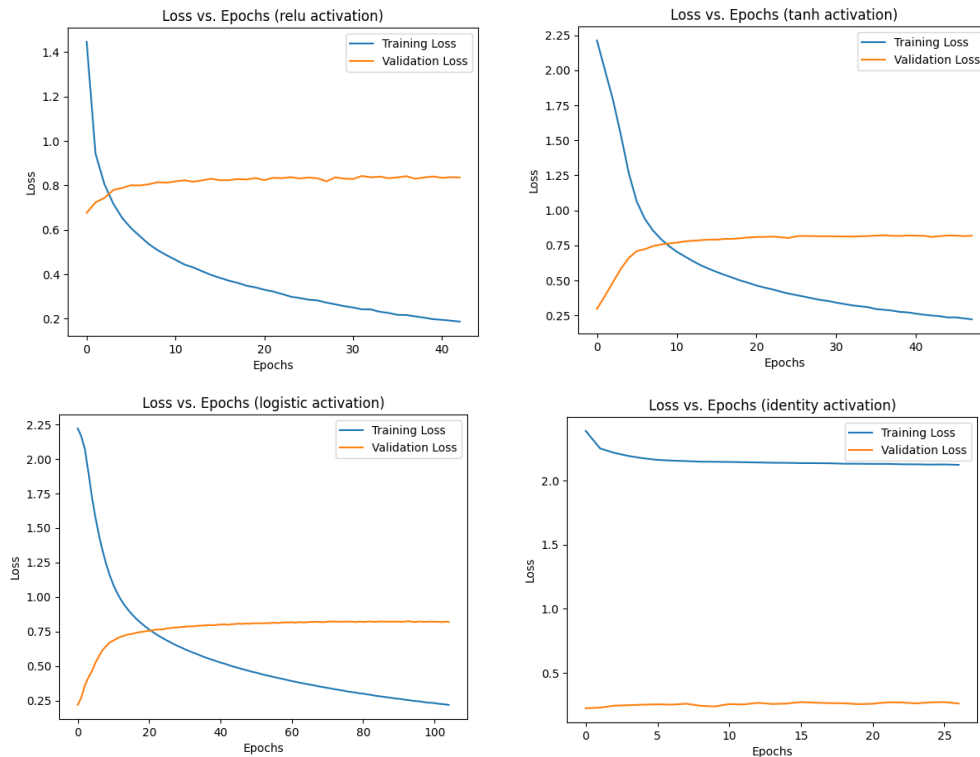 Loss vs. Epochs (relu activation)
Training Loss
Validation Loss
1.4
1.2
1.0
0.8
0.6
0.4
0.2
Loss
0 10 20 30 40
Epochs
Loss vs. Epochs (tanh activation)
Training Loss
Validation Loss
2.25
2.00
1.75
1.50
1.25
1.00
0.75
0.50
0.25
Loss
0 10 20 30 40
Epochs
Loss vs. Epochs (logistic activation)
Training Loss
Validation Loss
2.25
2.00
1.75
1.50
1.25
1.00
0.75
0.50
0.25
Loss
0 20 40 60 80 100
Epochs
Loss vs. Epochs (identity activation)
Training Loss
Validation Loss
2.0
1.5
1.0
0.5
Loss
0 5 10 15 20 25
Epochs